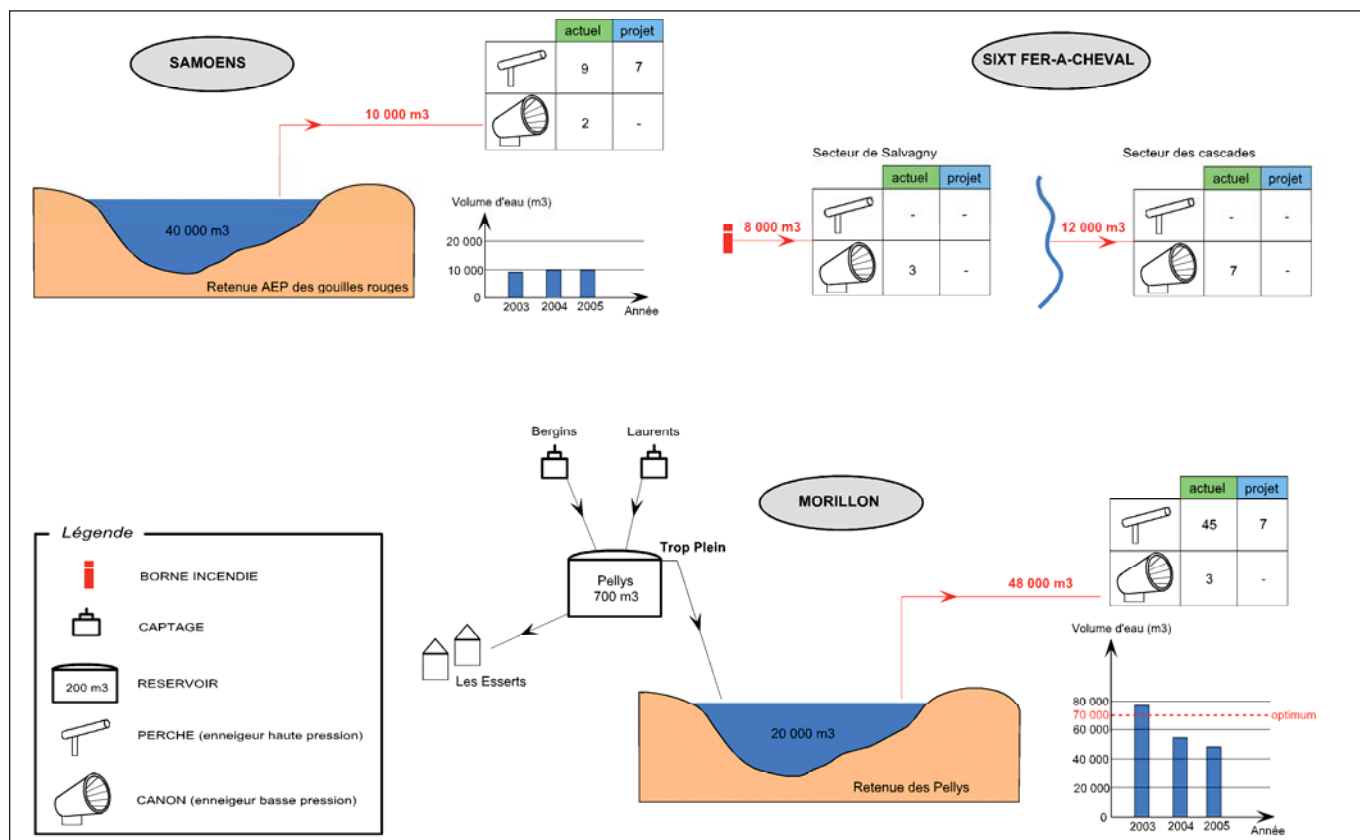 SAMOENS
actuel projet
9 7
2 -
10 000 m3
40 000 m3
Retenue AEP des gouilles rouges
Volume d'eau (m3)
20 000
10 000
0
2003 2004 2005
Année
SIXT FER-A-CHEVAL
Secteur de Salvagny
actuel projet
- -
3 -
8 000 m3
Secteur des cascades
actuel projet
- -
7 -
12 000 m3
Bergins
Laurents
MORILLON
Trop Plein
Pellys
700 m3
Les Esserts
20 000 m3
Retenue des Pellys
48 000 m3
actuel projet
45 7
3 -
Volume d'eau (m3)
80 000
70 000
optimum
60 000
40 000
20 000
0
2003 2004 2005
Année
Légende
BORNE INCENDIE
CAPTAGE
200 m3
RESERVOIR
PERCHE (enneigeur haute pression)
CANON (enneigeur basse pression)